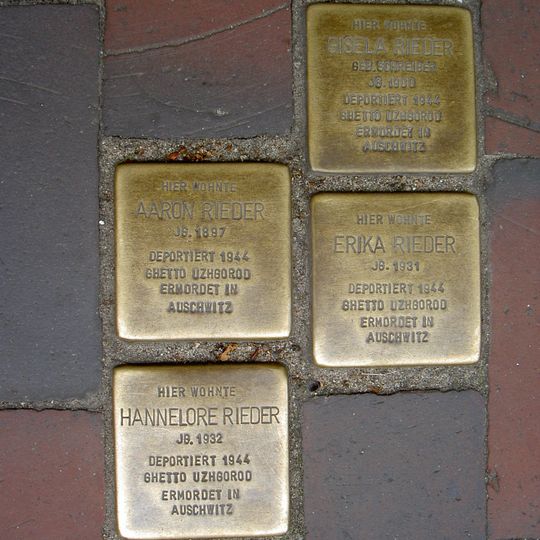 HIER WOHNTE
GISELA RIEDER
GEB. SCHREIBER
JG. 1900
DEPORTIERT 1944
GHETTO UZHGOROD
ERMORDET IN
AUSCHWITZ
HIER WOHNTE
AARON RIEDER
JG. 1897
DEPORTIERT 1944
GHETTO UZHGOROD
ERMORDET IN
AUSCHWITZ
HIER WOHNTE
ERIKA RIEDER
JG. 1931
DEPORTIERT 1944
GHETTO UZHGOROD
ERMORDET IN
AUSCHWITZ
HIER WOHNTE
HANNELORE RIEDER
JG. 1932
DEPORTIERT 1944
GHETTO UZHGOROD
ERMORDET IN
AUSCHWITZ